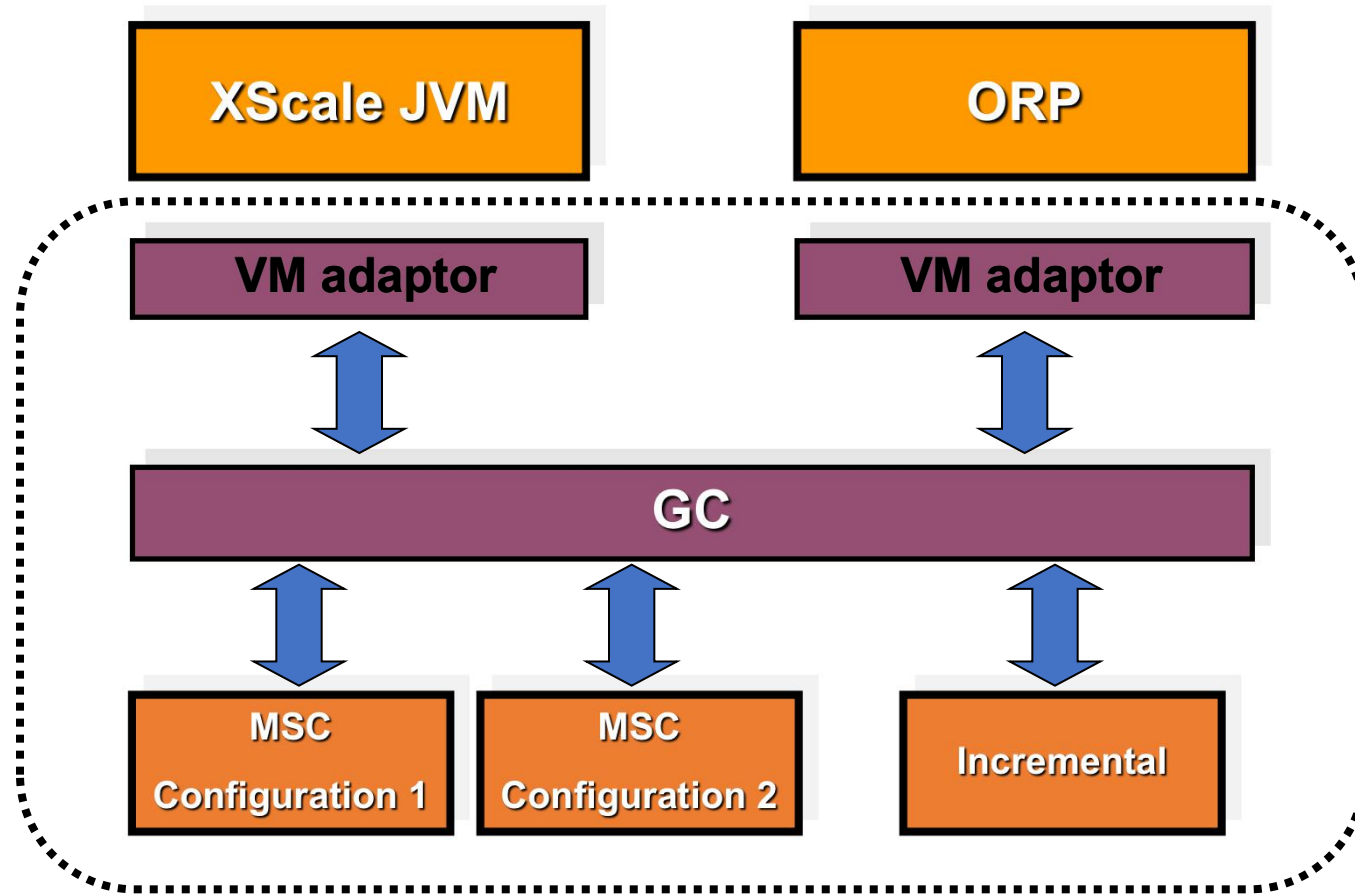 XScale JVM
ORP
VM adaptor
VM adaptor
GC
MSC
Configuration 1
MSC
Configuration 2
Incremental